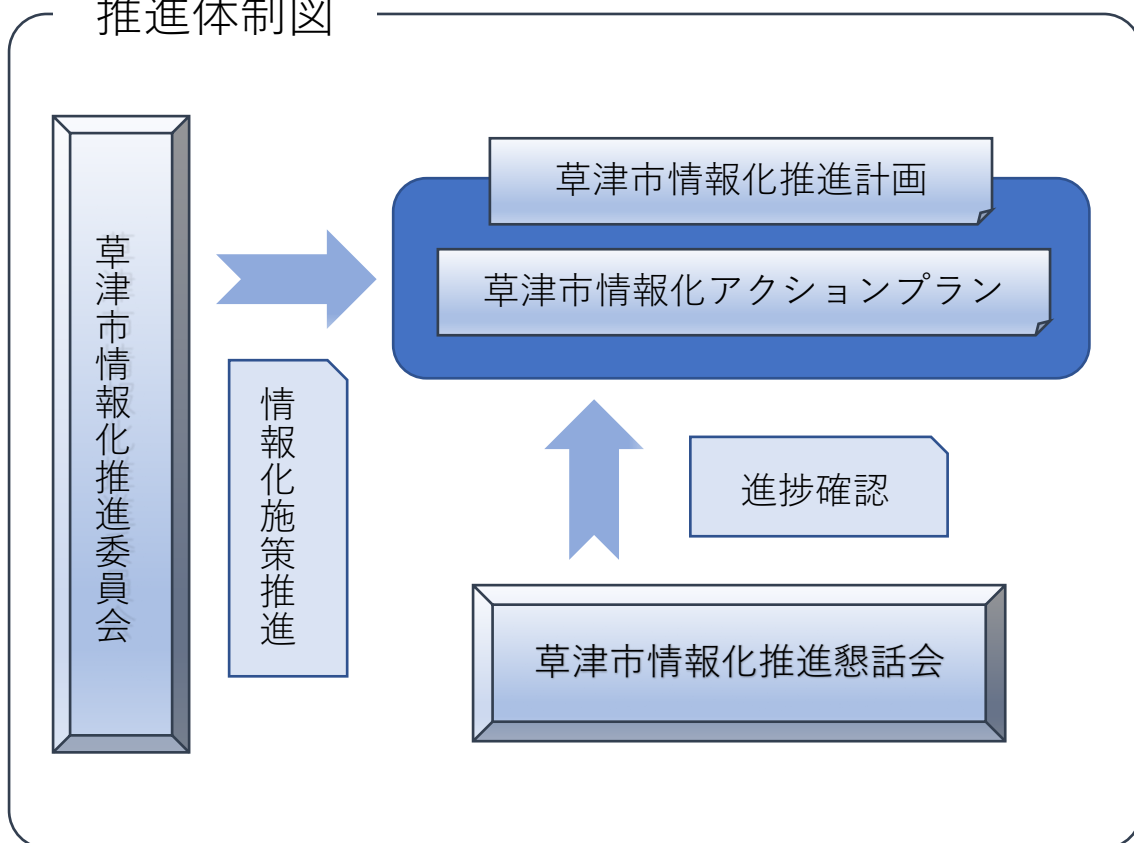 推進体制図
草津市情報化推進委員会
情報化施策推進
草津市情報化推進計画
草津市情報化アクションプラン
進捗確認
草津市情報化推進懇話会